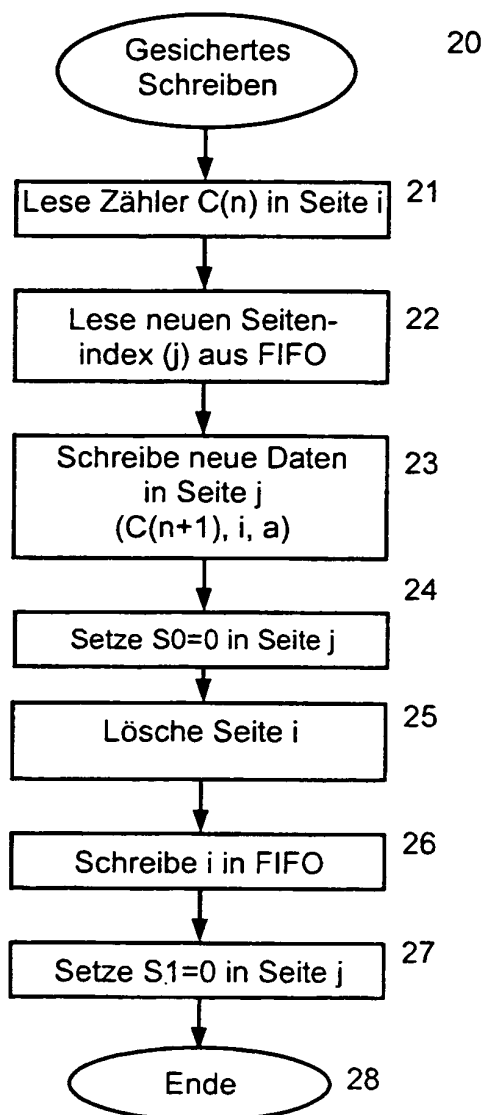 Gesichertes
Schreiben
20
Lese Zähler C(n) in Seite i
21
Lese neuen Seiten-
index (j) aus FIFO
22
Schreibe neue Daten
in Seite j
(C(n+1), i, a)
23
24
Setze S0=0 in Seite j
Lösche Seite i
25
Schreibe i in FIFO
26
Setze S1=0 in Seite j
27
Ende
28